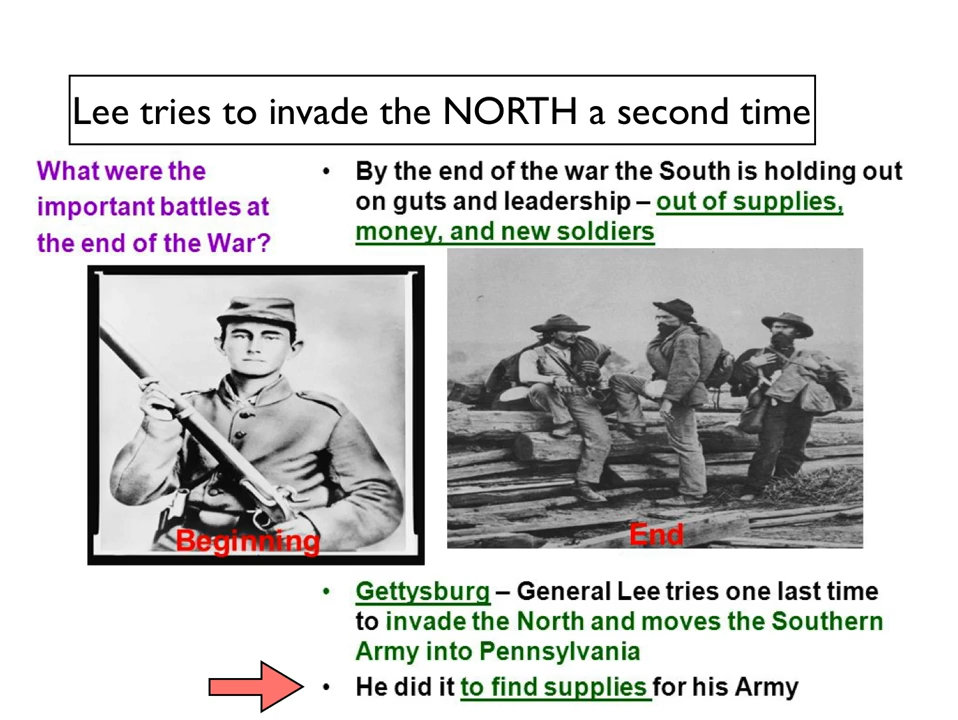 Lee tries to invade the NORTH a second time
What were the
important battles at
the end of the War?
• By the end of the war the South is holding out
on guts and leadership – out of supplies,
money, and new soldiers
Beginning
End
• Gettysburg – General Lee tries one last time
to invade the North and moves the Southern
Army into Pennsylvania
• He did it to find supplies for his Army